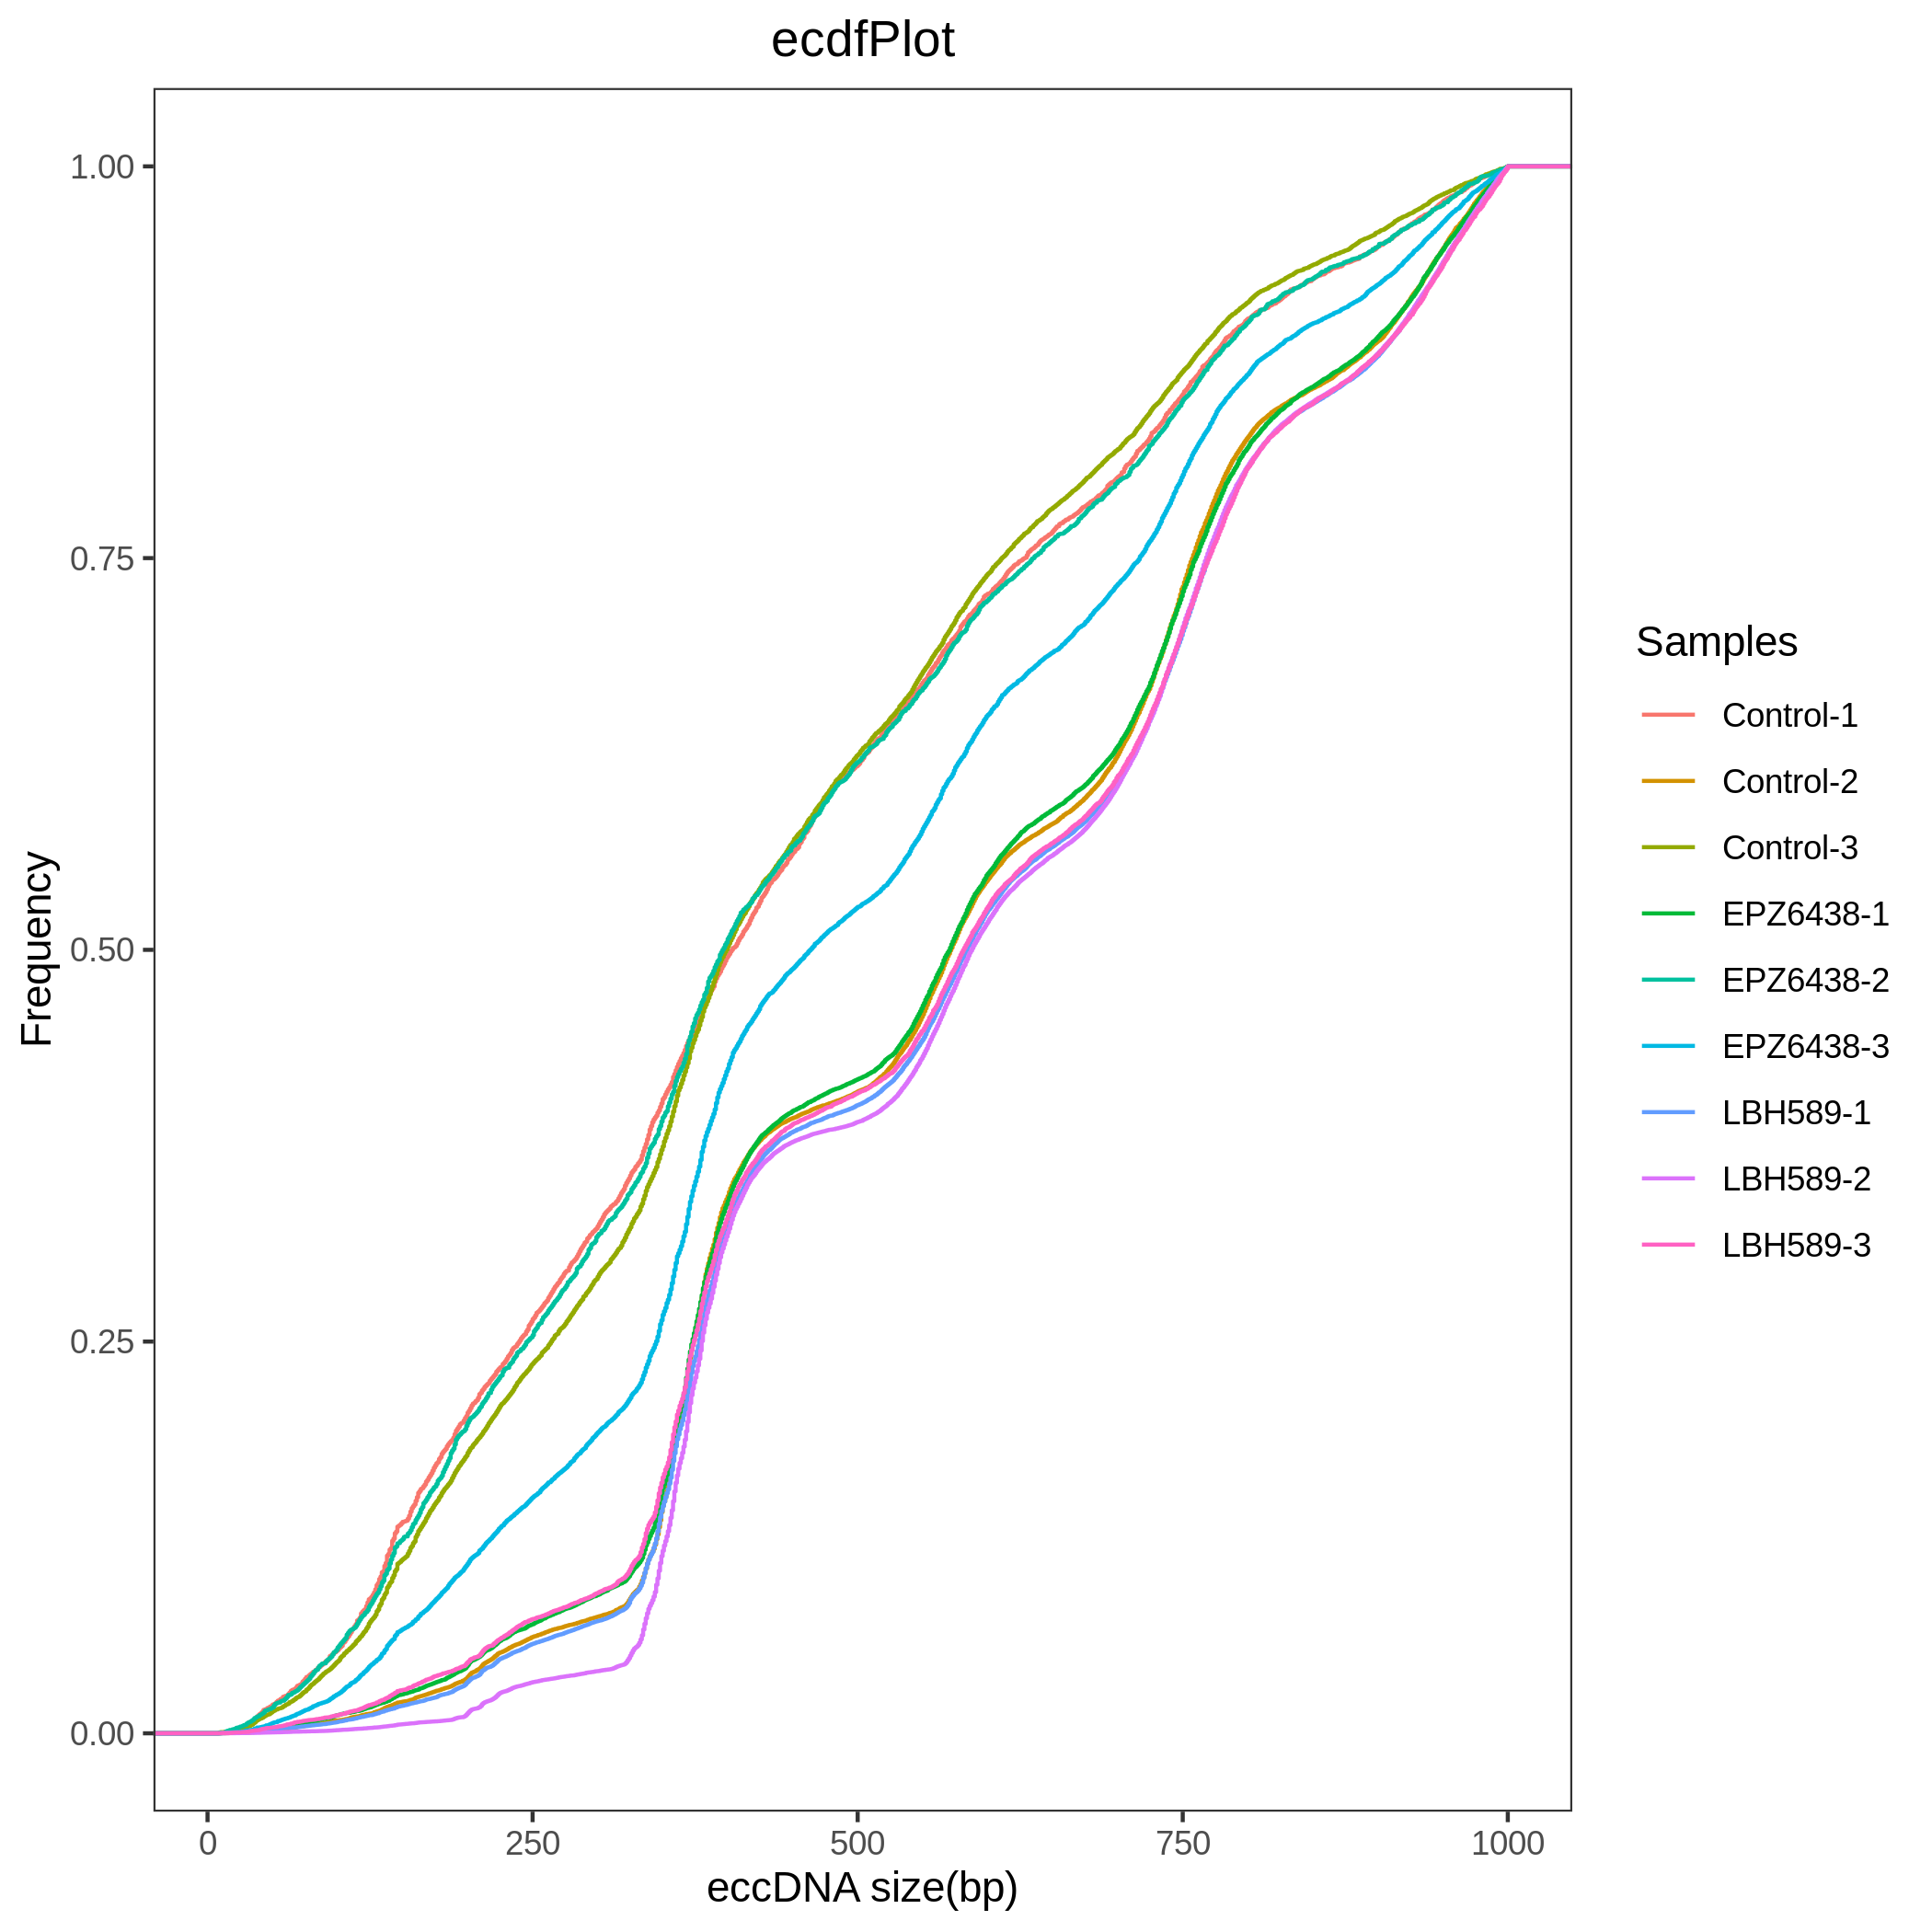 ecdfPlot
Frequency
1.00
0.75
0.50
0.25
0.00
0 250 500 750 1000
eccDNA size(bp)
Samples
Control-1
Control-2
Control-3
EPZ6438-1
EPZ6438-2
EPZ6438-3
LBH589-1
LBH589-2
LBH589-3